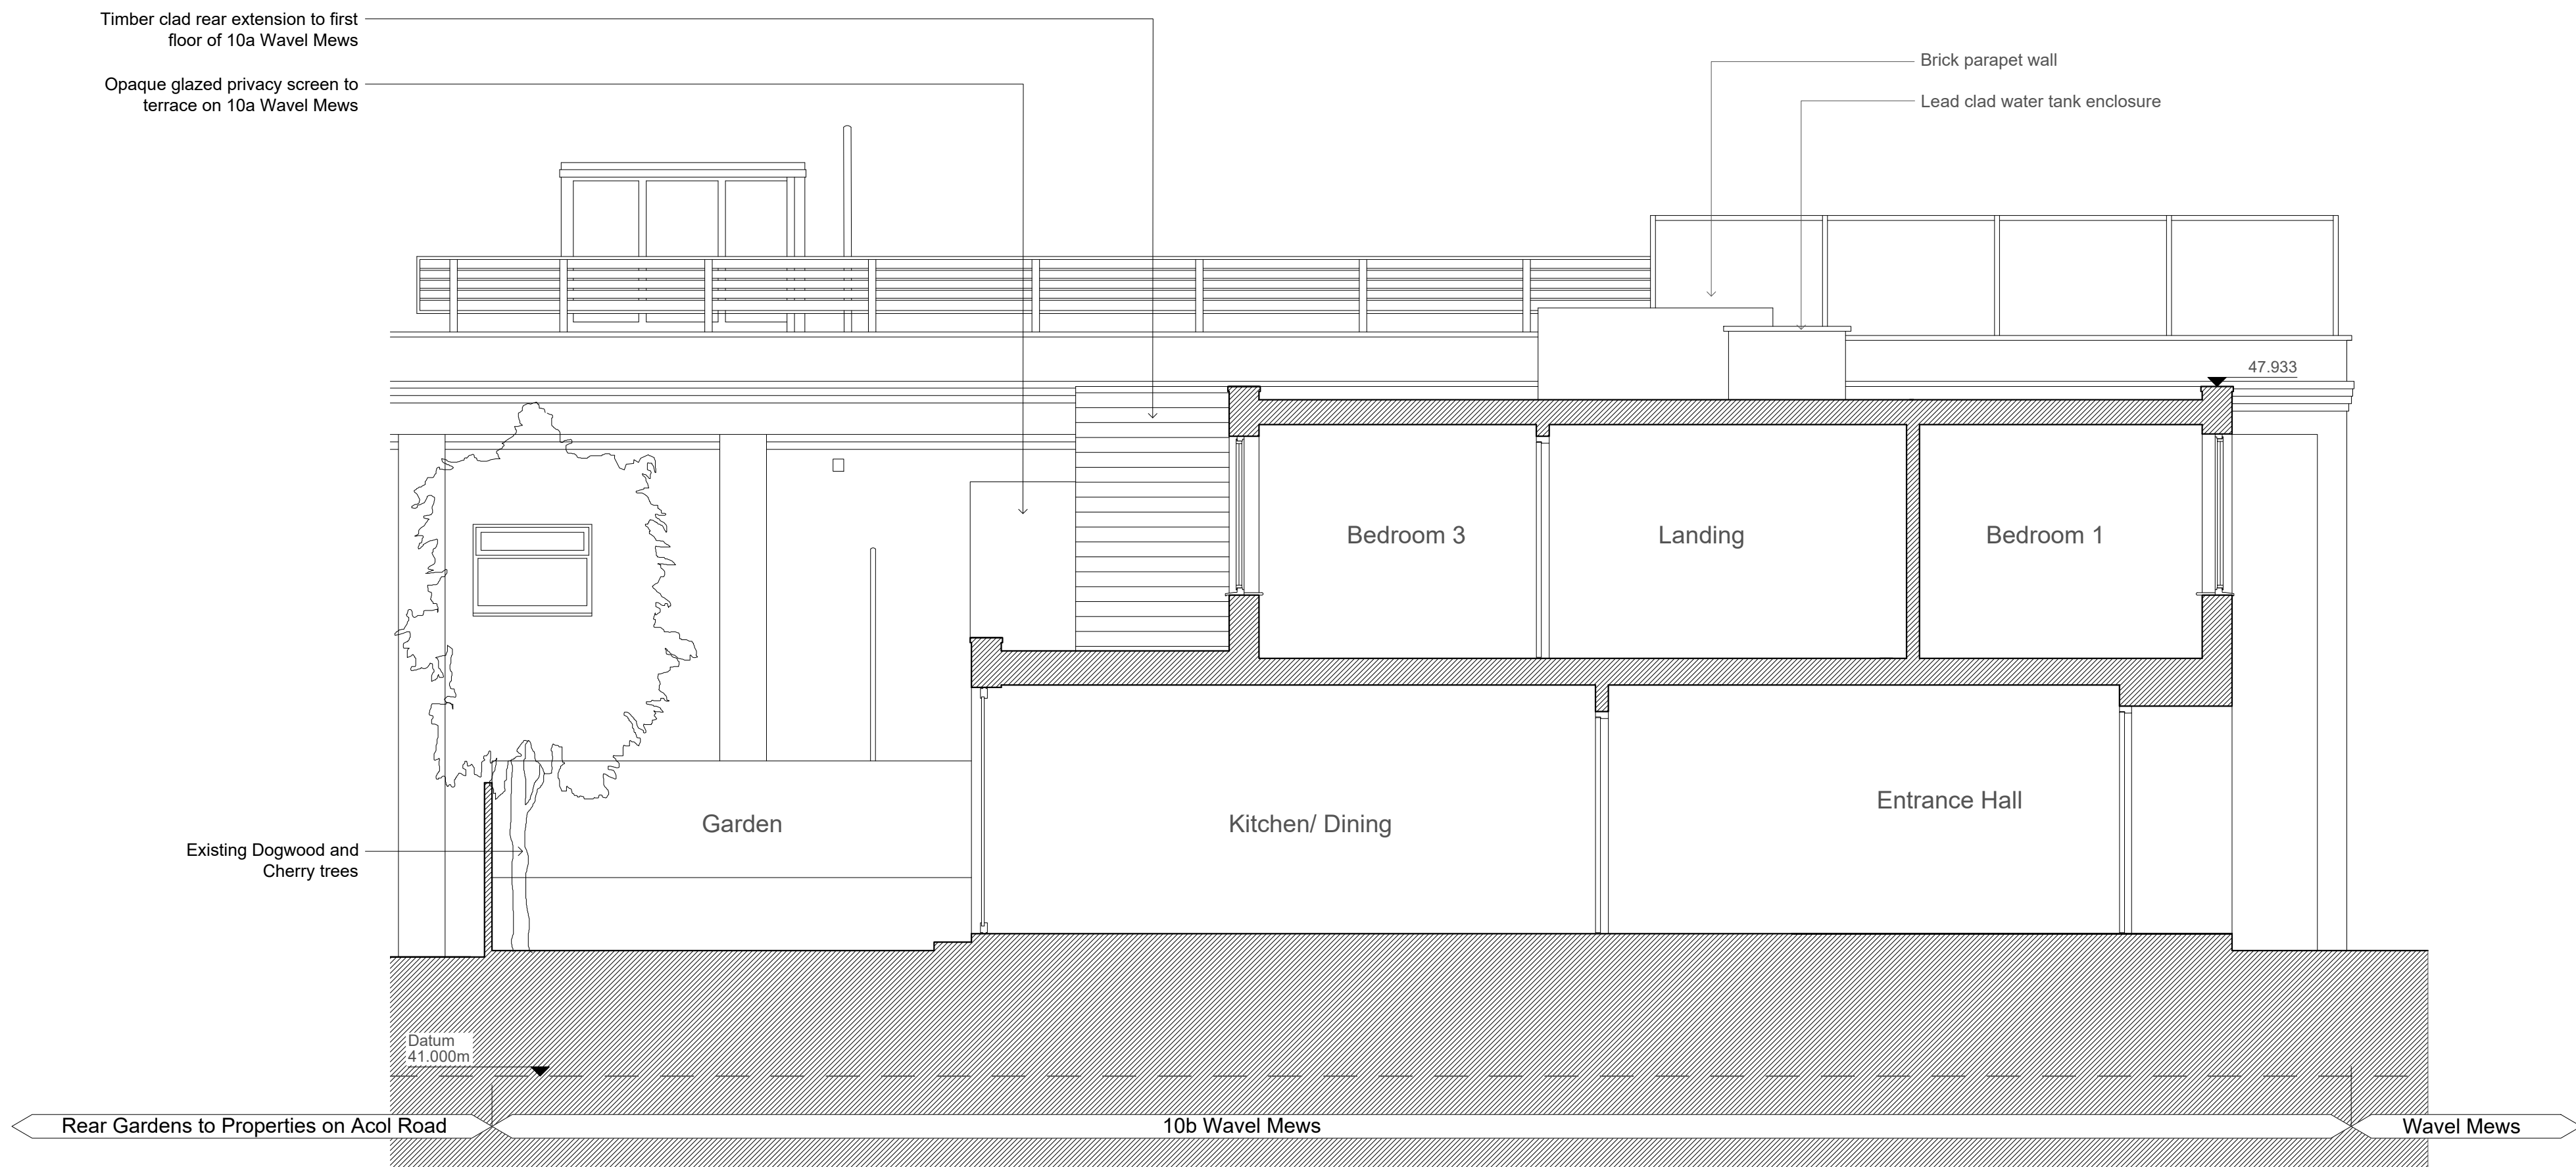 Timber clad rear extension to first
floor of 10a Wavel Mews
Opaque glazed privacy screen to
terrace on 10a Wavel Mews
Brick parapet wall
Lead clad water tank enclosure
47.933
Bedroom 3
Landing
Bedroom 1
Garden
Kitchen/ Dining
Entrance Hall
Existing Dogwood and
Cherry trees
Datum
41.000m
Rear Gardens to Properties on Acol Road
10b Wavel Mews
Wavel Mews